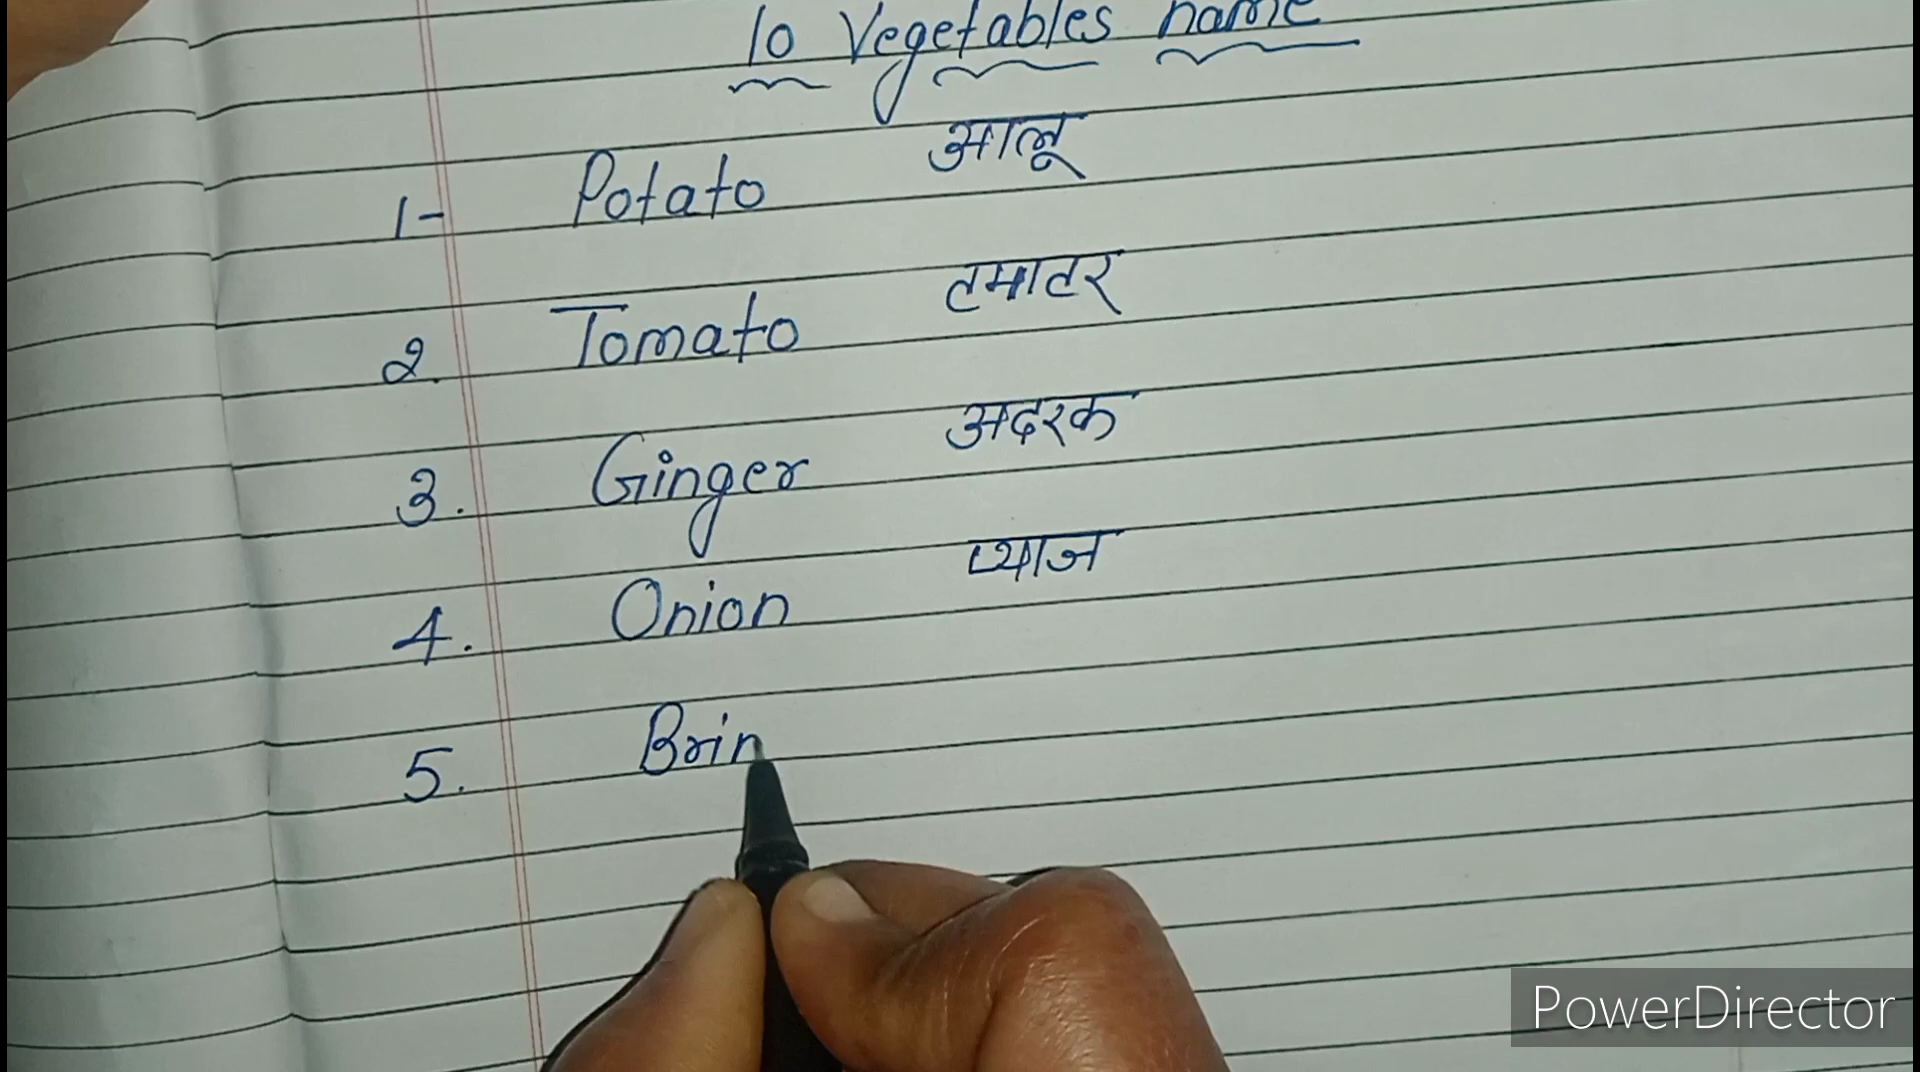 10 Vegetables name
1- Potato आलू
2. Tomato टमाटर
3. Ginger अदरक
4. Onion प्याज
5. Brin
PowerDirector